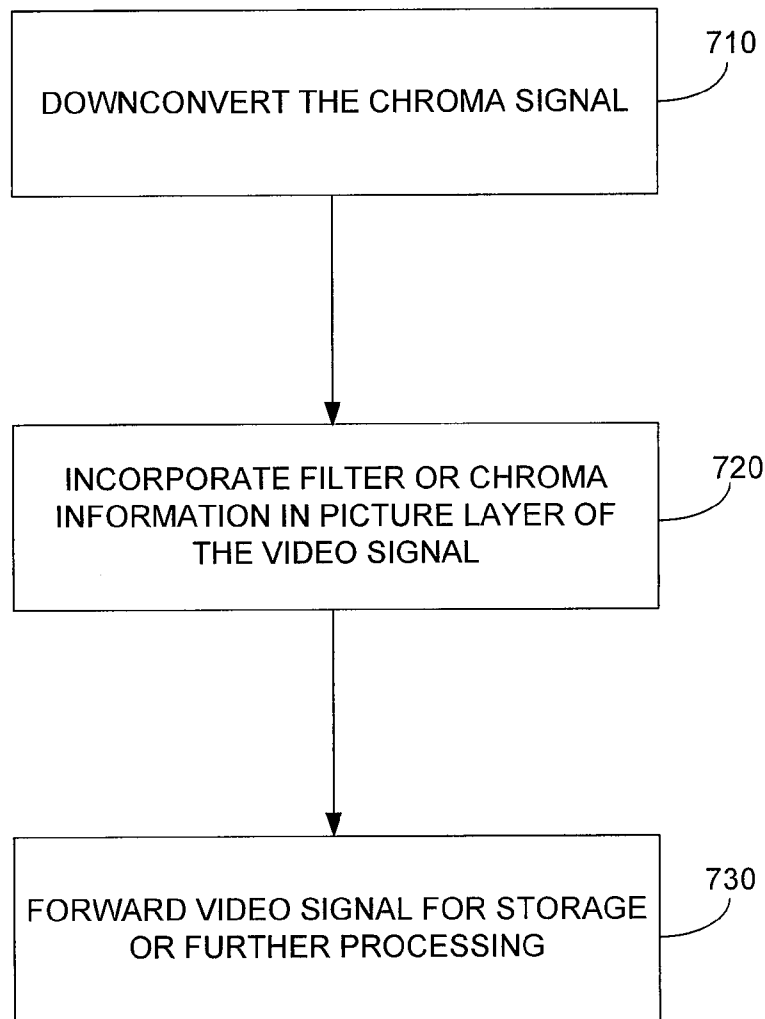 710
DOWNCONVERT THE CHROMA SIGNAL
720
INCORPORATE FILTER OR CHROMA
INFORMATION IN PICTURE LAYER OF
THE VIDEO SIGNAL
730
FORWARD VIDEO SIGNAL FOR STORAGE
OR FURTHER PROCESSING